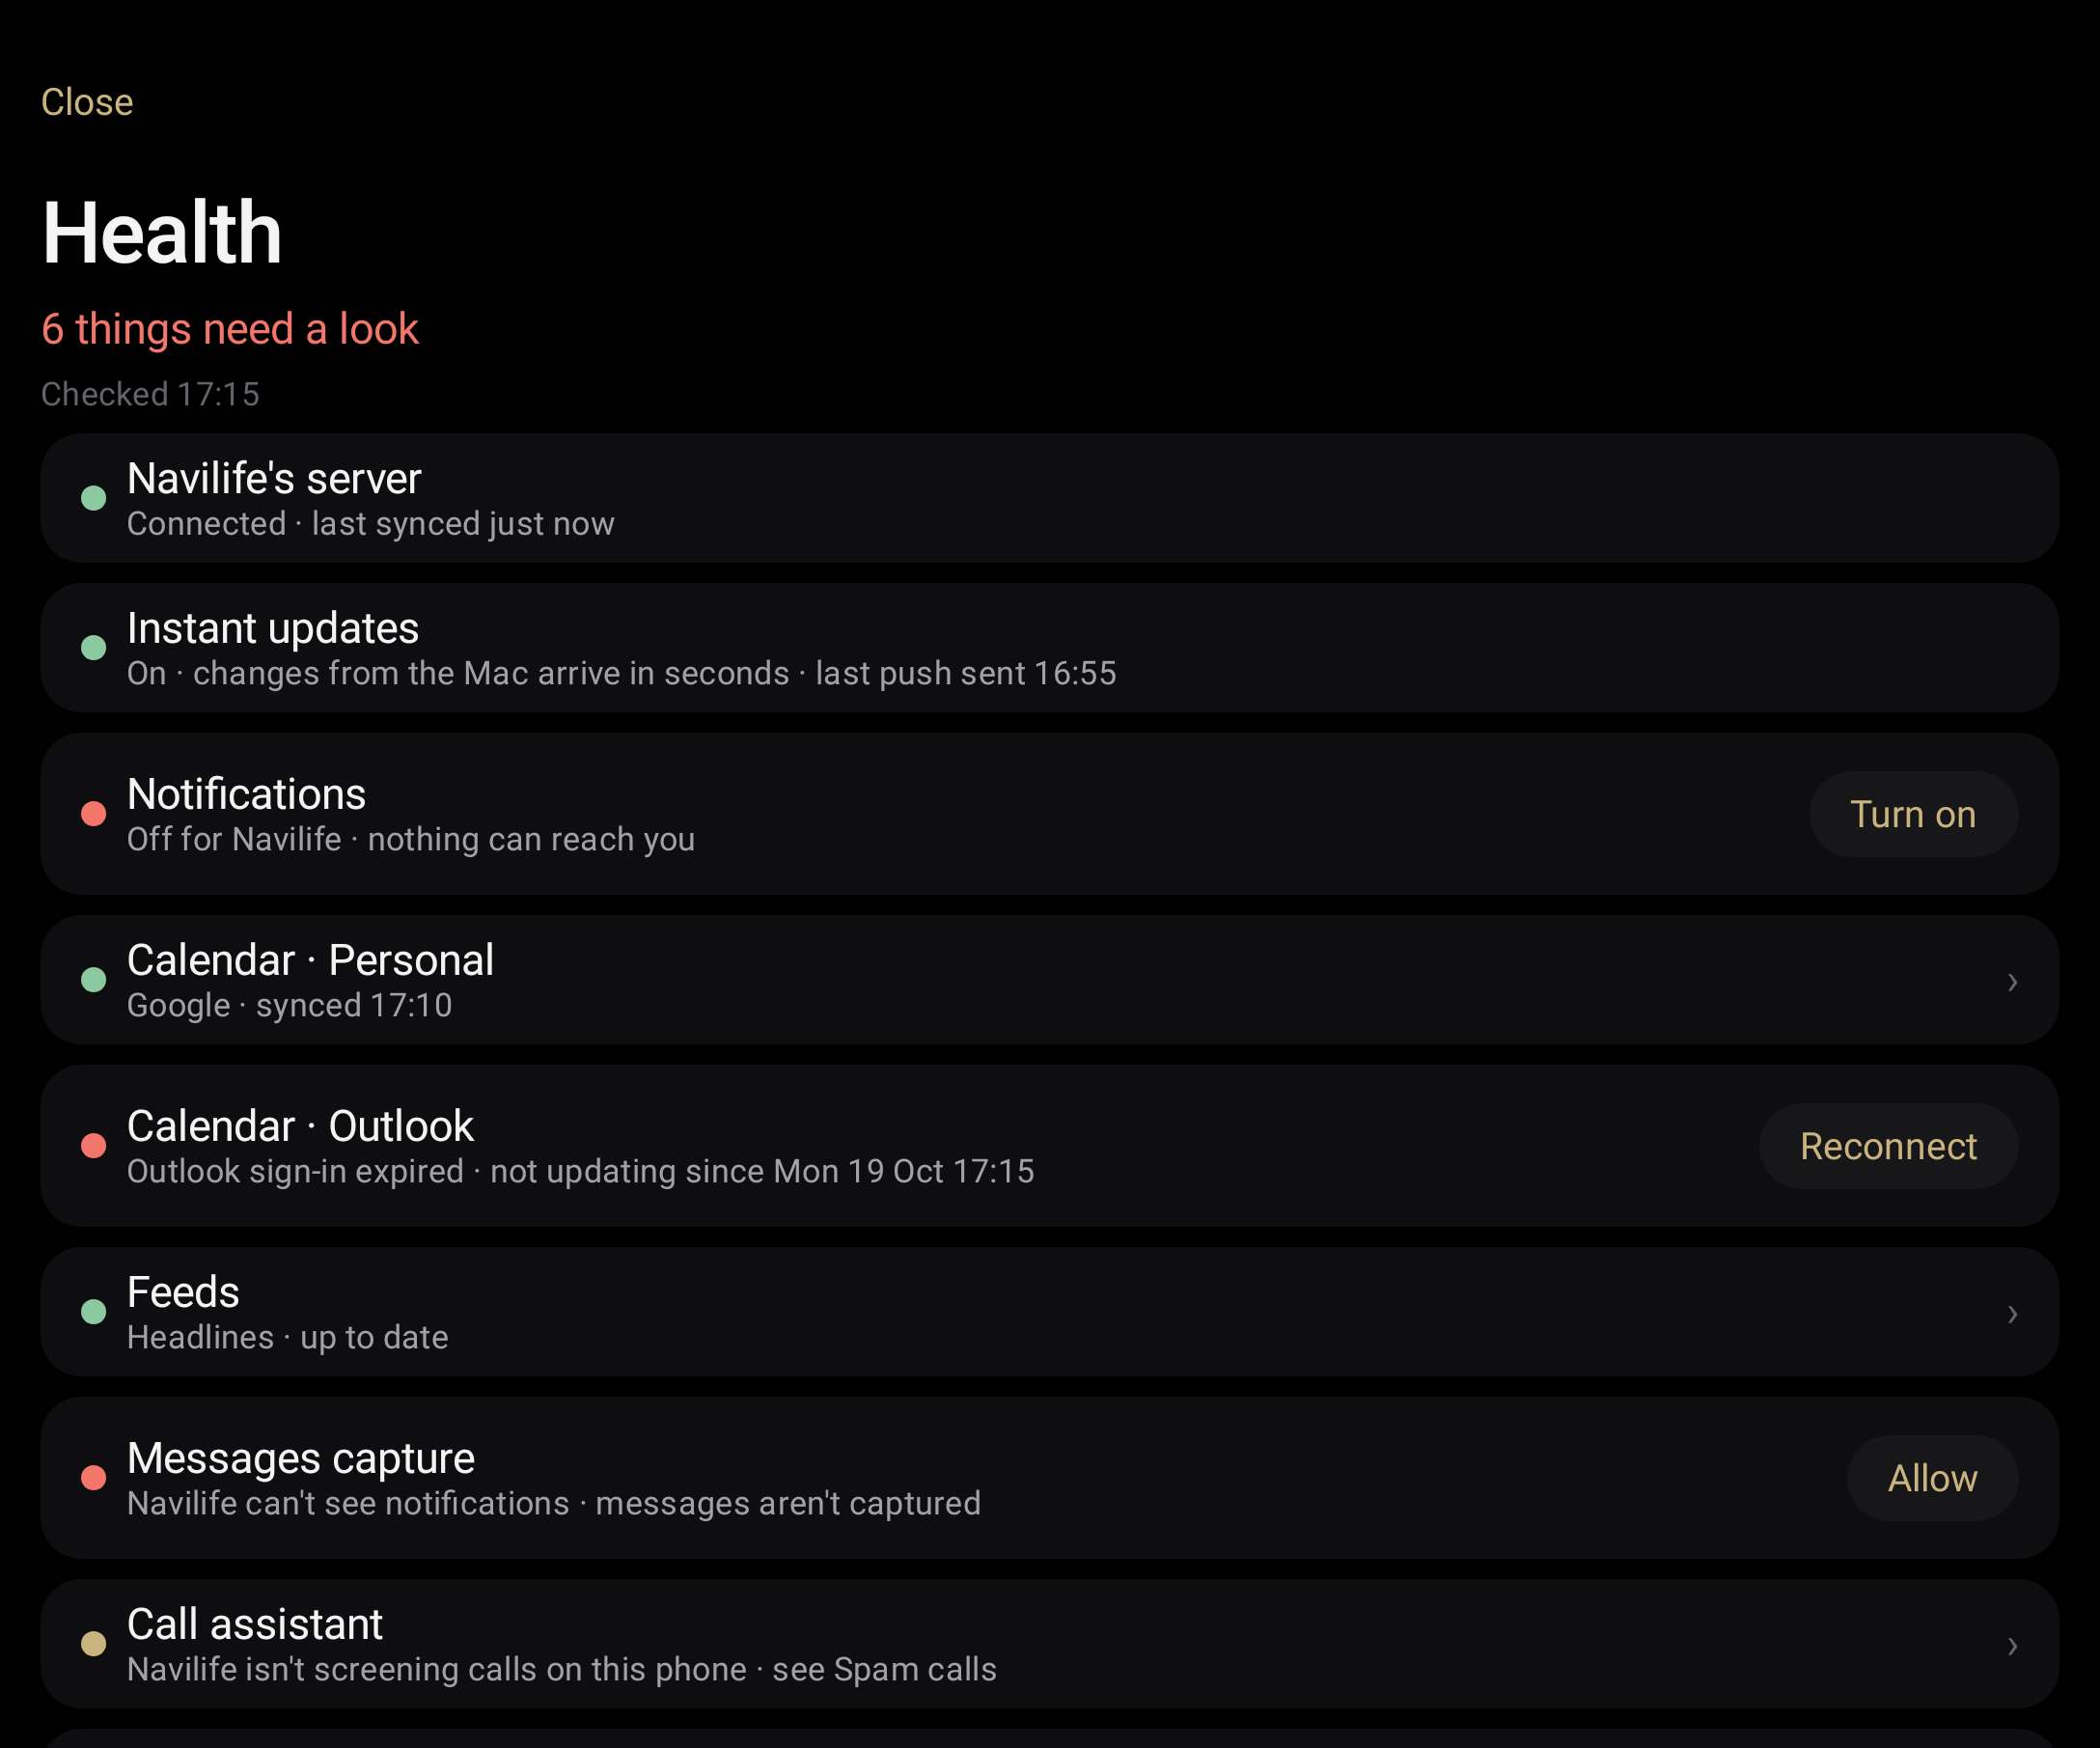 Close
Health
6 things need a look
Checked 17:15
Navilife's server
Connected · last synced just now
Instant updates
On · changes from the Mac arrive in seconds · last push sent 16:55
Notifications
Off for Navilife · nothing can reach you
Turn on
Calendar · Personal
Google · synced 17:10
›
Calendar · Outlook
Outlook sign-in expired · not updating since Mon 19 Oct 17:15
Reconnect
Feeds
Headlines · up to date
›
Messages capture
Navilife can't see notifications · messages aren't captured
Allow
Call assistant
Navilife isn't screening calls on this phone · see Spam calls
›